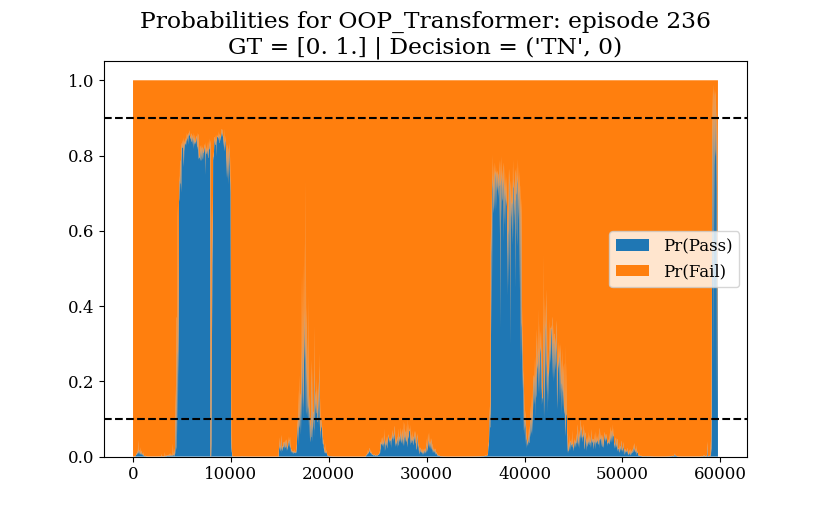 Probabilities for OOP_Transformer: episode 236
GT = [0. 1.] | Decision = ('TN', 0)
1.0
0.8
0.6
0.4
0.2
0.0
Pr(Pass)
Pr(Fail)
0 10000 20000 30000 40000 50000 60000